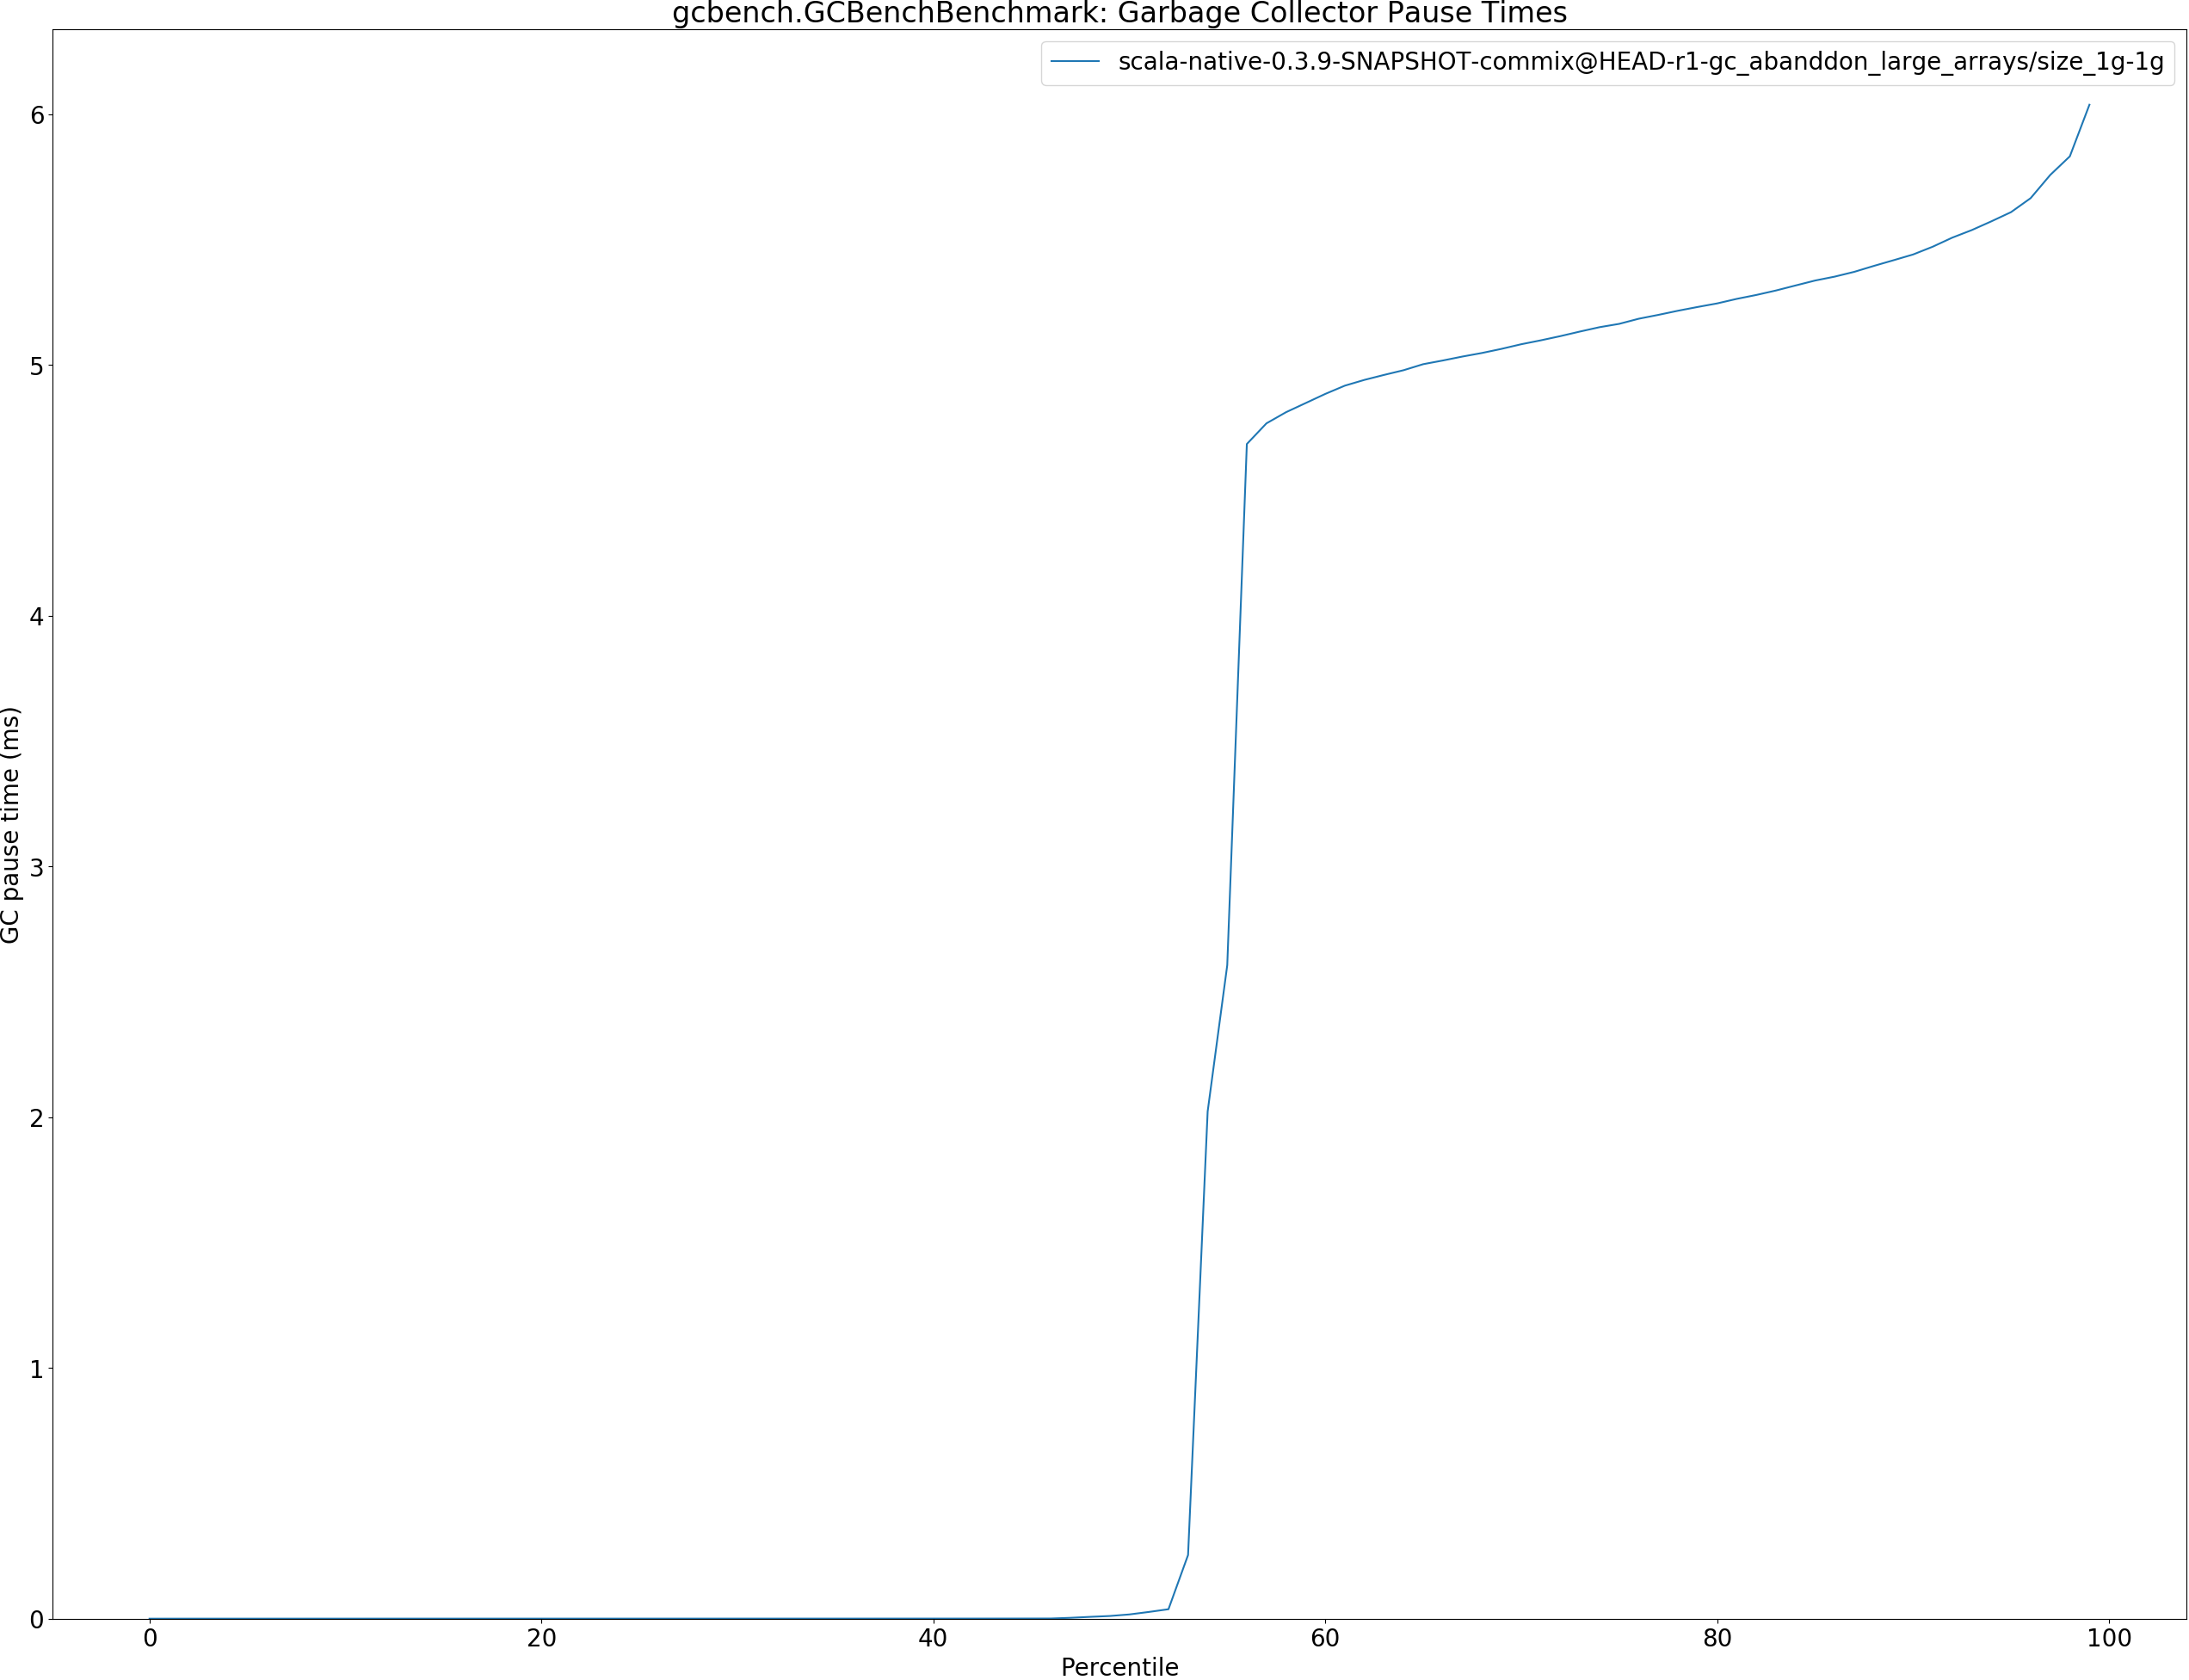 gcbench.GCBenchBenchmark: Garbage Collector Pause Times
scala-native-0.3.9-SNAPSHOT-commix@HEAD-r1-gc_abanddon_large_arrays/size_1g-1g
GC pause time (ms)
6
5
4
3
2
1
0
0 20 40 60 80 100
Percentile